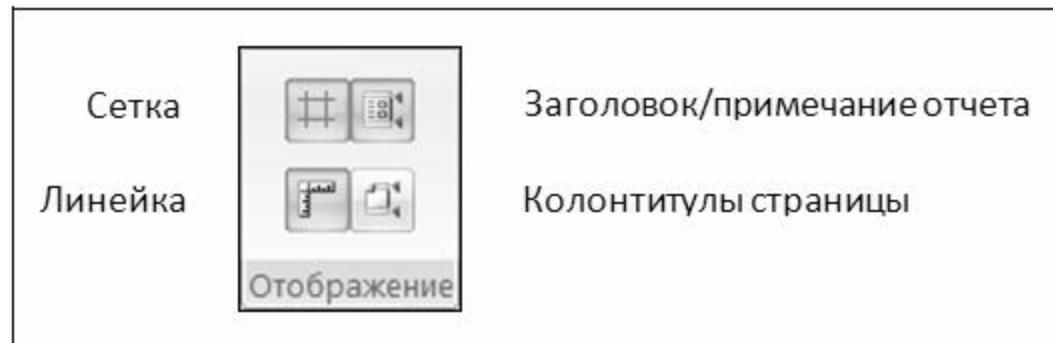 Сетка
Заголовок/примечание отчета
Линейка
Колонтитулы страницы
Отображение